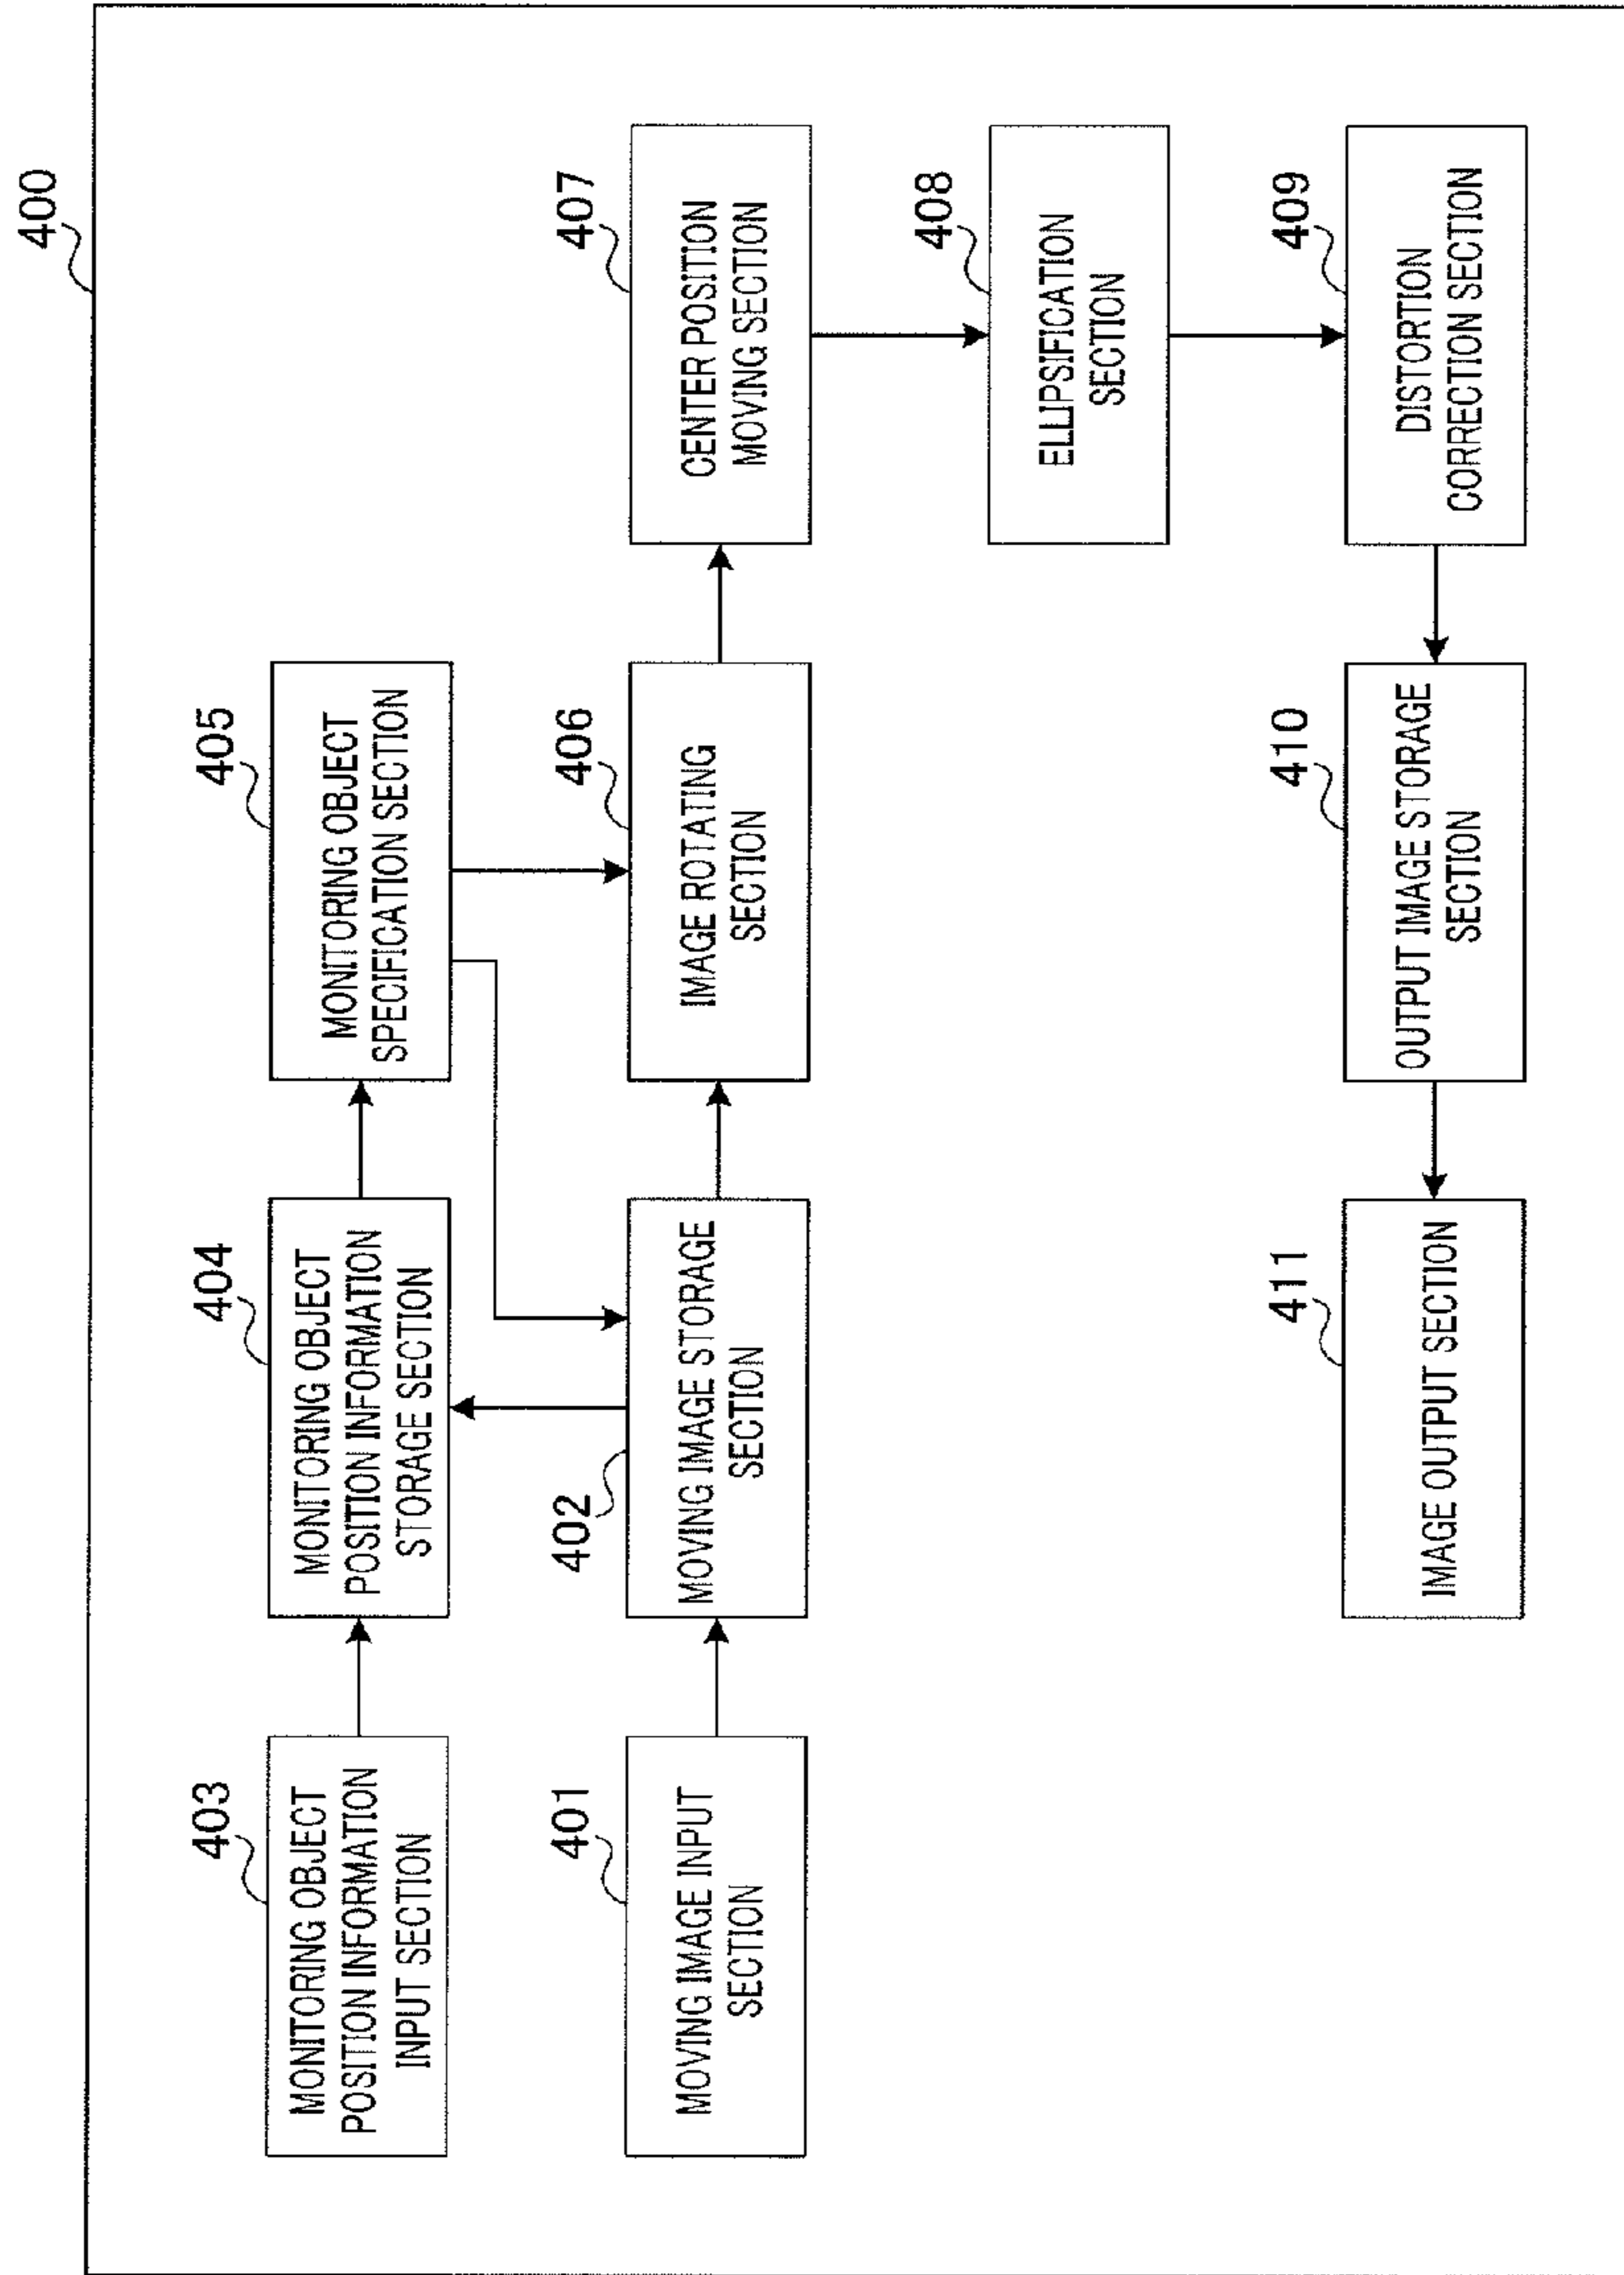 400
403
MONITORING OBJECT
POSITION INFORMATION
INPUT SECTION
404
MONITORING OBJECT
POSITION INFORMATION
STORAGE SECTION
405
MONITORING OBJECT
SPECIFICATION SECTION
401
MOVING IMAGE INPUT
SECTION
402
MOVING IMAGE STORAGE
SECTION
406
IMAGE ROTATING
SECTION
407
CENTER POSITION
MOVING SECTION
408
ELLIPSIFICATION
SECTION
409
DISTORTION
CORRECTION SECTION
410
OUTPUT IMAGE STORAGE
SECTION
411
IMAGE OUTPUT SECTION